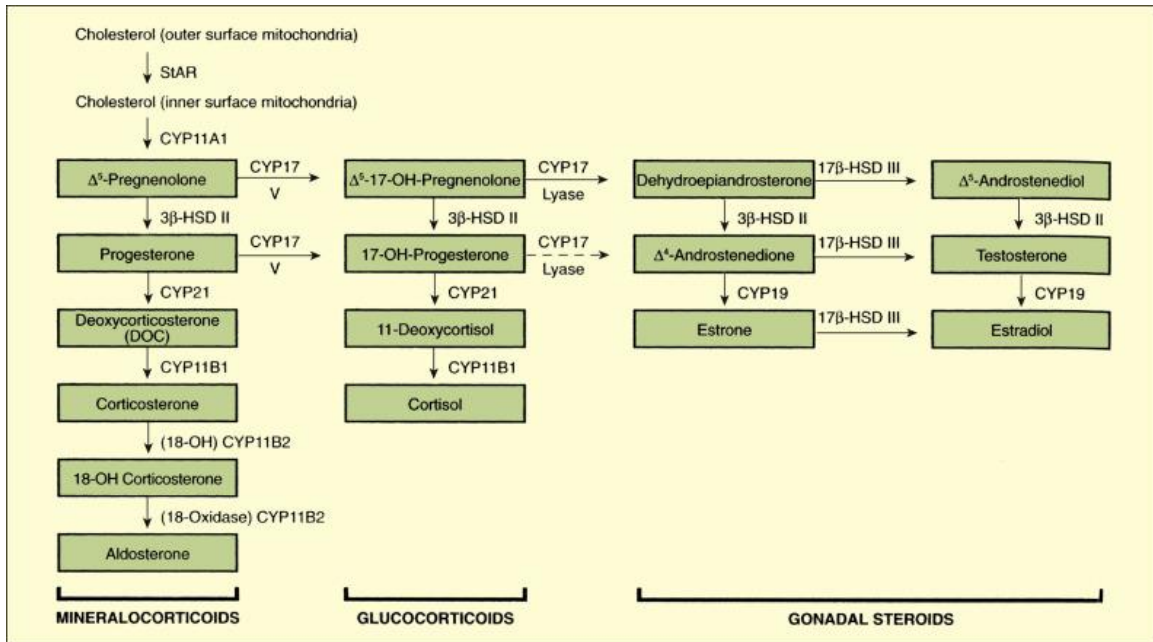 Cholesterol (outer surface mitochondria)
StAR
Cholesterol (inner surface mitochondria)
CYP11A1
Δ⁵-Pregnenolone
CYP17
V
Δ⁵-17-OH-Pregnenolone
CYP17
Lyase
Dehydroepiandrosterone
17β-HSD III
Δ⁵-Androstenediol
3β-HSD II
3β-HSD II
3β-HSD II
3β-HSD II
Progesterone
CYP17
V
17-OH-Progesterone
CYP17
Lyase
Δ⁴-Androstenedione
17β-HSD III
Testosterone
CYP21
CYP21
CYP19
CYP19
Deoxycorticosterone
(DOC)
11-Deoxycortisol
Estrone
17β-HSD III
Estradiol
CYP11B1
CYP11B1
Corticosterone
Cortisol
(18-OH) CYP11B2
18-OH Corticosterone
(18-Oxidase) CYP11B2
Aldosterone
MINERALOCORTICOIDS
GLUCOCORTICOIDS
GONADAL STEROIDS